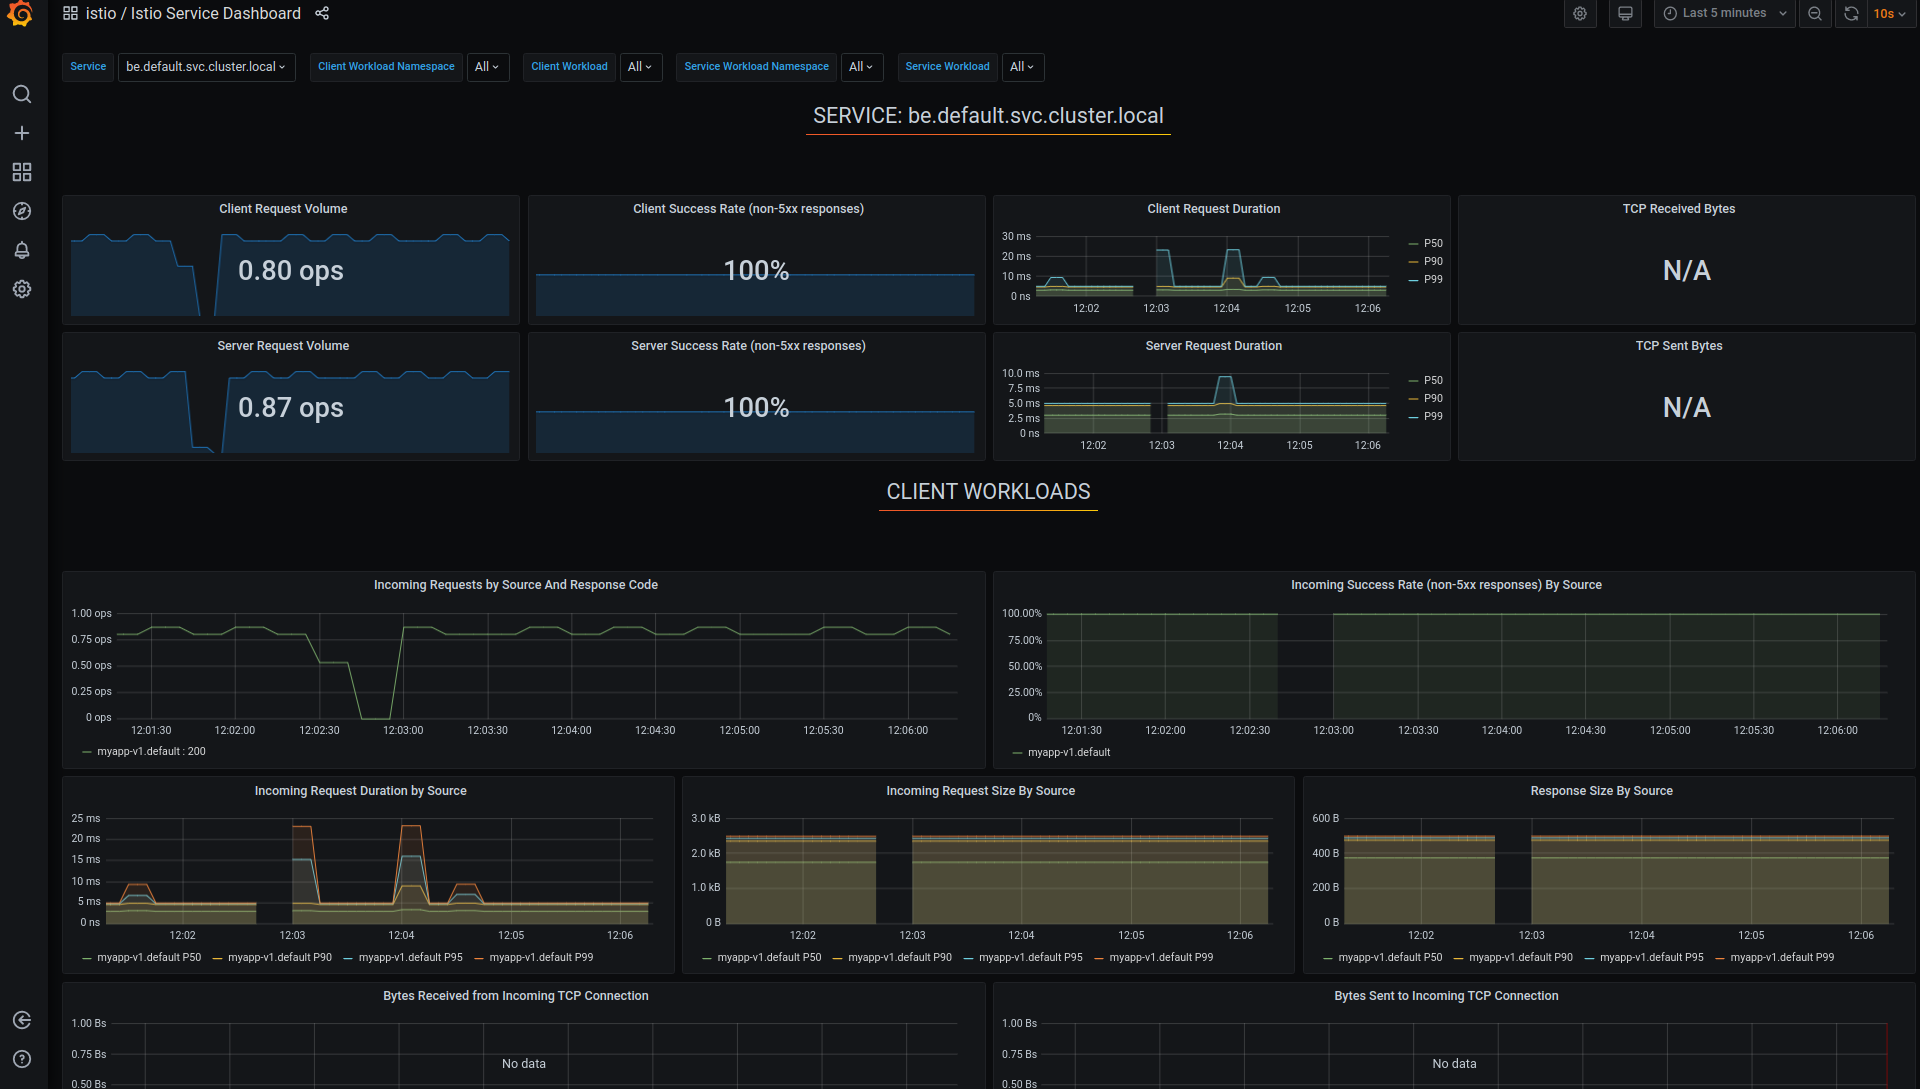 istio / Istio Service Dashboard
Last 5 minutes
10s
Service be.default.svc.cluster.local Client Workload Namespace All Client Workload All Service Workload Namespace All Service Workload All
SERVICE: be.default.svc.cluster.local
Client Request Volume
0.80 ops
Client Success Rate (non-5xx responses)
100%
Client Request Duration
30 ms
20 ms
10 ms
0 ns
12:02 12:03 12:04 12:05 12:06
P50
P90
P99
TCP Received Bytes
N/A
Server Request Volume
0.87 ops
Server Success Rate (non-5xx responses)
100%
Server Request Duration
10.0 ms
7.5 ms
5.0 ms
2.5 ms
0 ns
12:02 12:03 12:04 12:05 12:06
P50
P90
P99
TCP Sent Bytes
N/A
CLIENT WORKLOADS
Incoming Requests by Source And Response Code
1.00 ops
0.75 ops
0.50 ops
0.25 ops
0 ops
12:01:30 12:02:00 12:02:30 12:03:00 12:03:30 12:04:00 12:04:30 12:05:00 12:05:30 12:06:00
myapp-v1.default : 200
Incoming Success Rate (non-5xx responses) By Source
100.00%
75.00%
50.00%
25.00%
0%
12:01:30 12:02:00 12:02:30 12:03:00 12:03:30 12:04:00 12:04:30 12:05:00 12:05:30 12:06:00
myapp-v1.default
Incoming Request Duration by Source
25 ms
20 ms
15 ms
10 ms
5 ms
0 ns
12:02 12:03 12:04 12:05 12:06
myapp-v1.default P50 myapp-v1.default P90 myapp-v1.default P95 myapp-v1.default P99
Incoming Request Size By Source
3.0 kB
2.0 kB
1.0 kB
0 B
12:02 12:03 12:04 12:05 12:06
myapp-v1.default P50 myapp-v1.default P90 myapp-v1.default P95 myapp-v1.default P99
Response Size By Source
600 B
400 B
200 B
0 B
12:02 12:03 12:04 12:05 12:06
myapp-v1.default P50 myapp-v1.default P90 myapp-v1.default P95 myapp-v1.default P99
Bytes Received from Incoming TCP Connection
1.00 Bs
0.75 Bs
0.50 Bs
No data
Bytes Sent to Incoming TCP Connection
1.00 Bs
0.75 Bs
0.50 Bs
No data